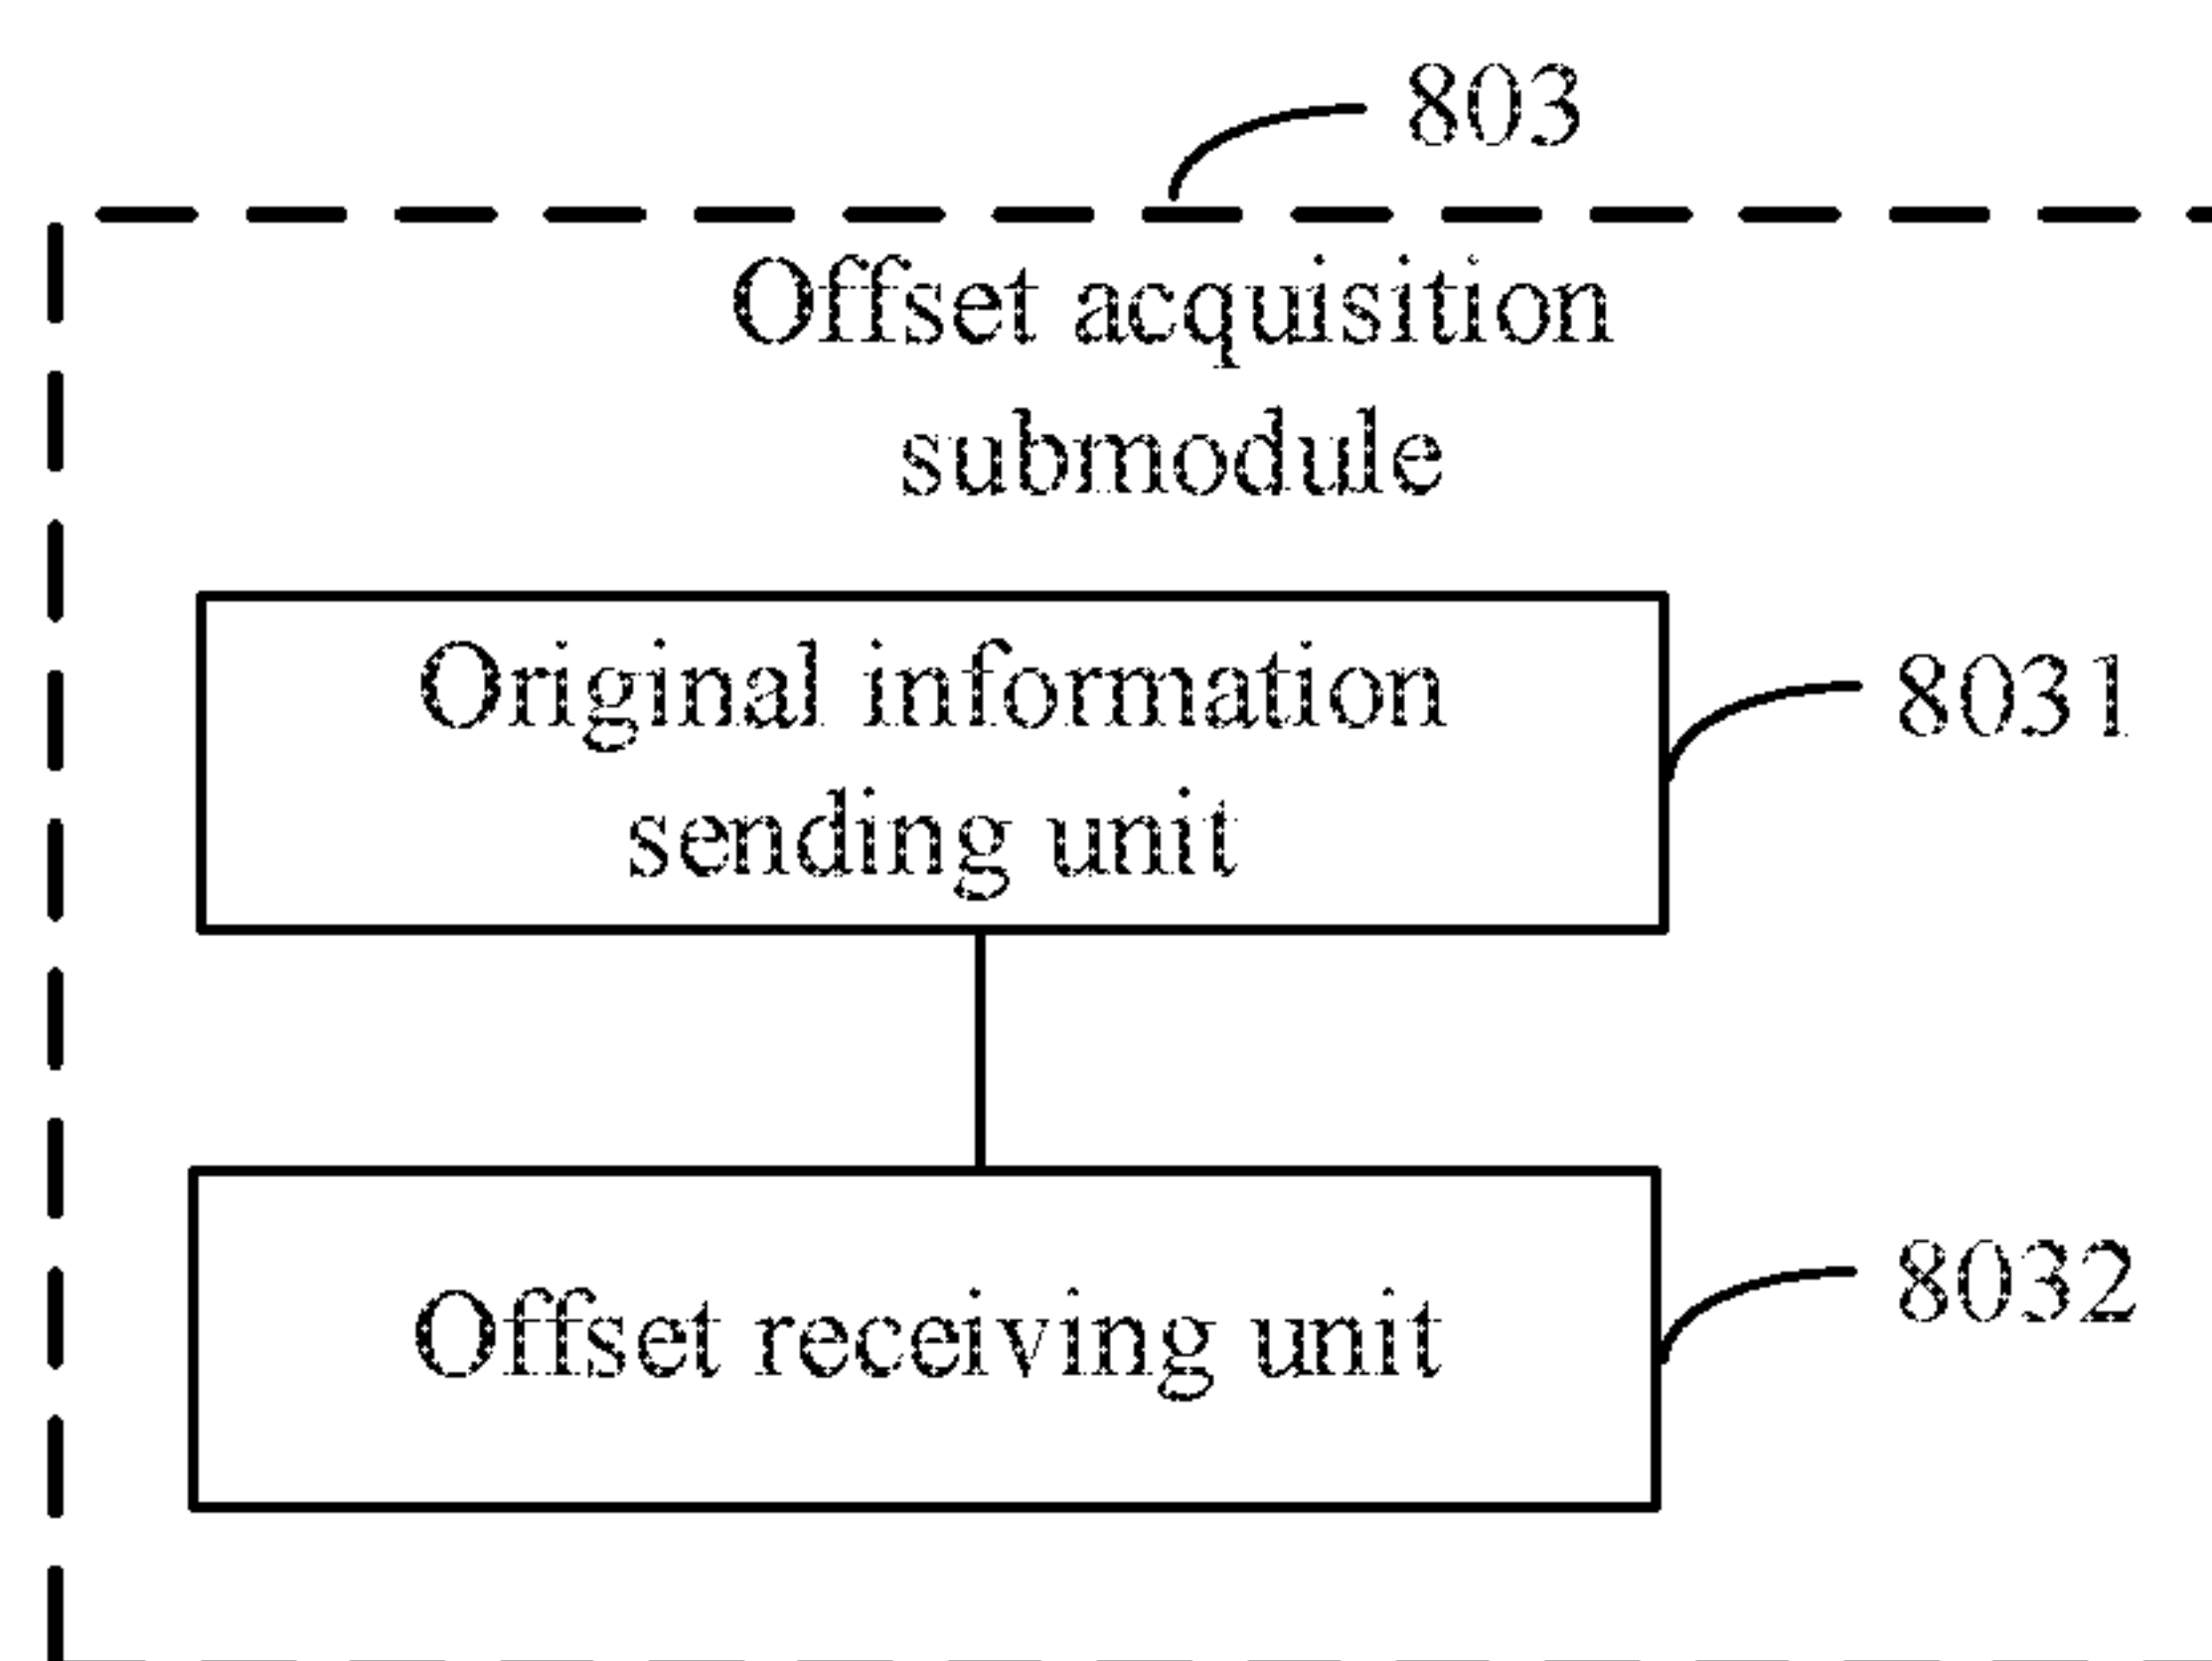 803
Offset acquisition
submodule
Original information
sending unit
8031
Offset receiving unit
8032